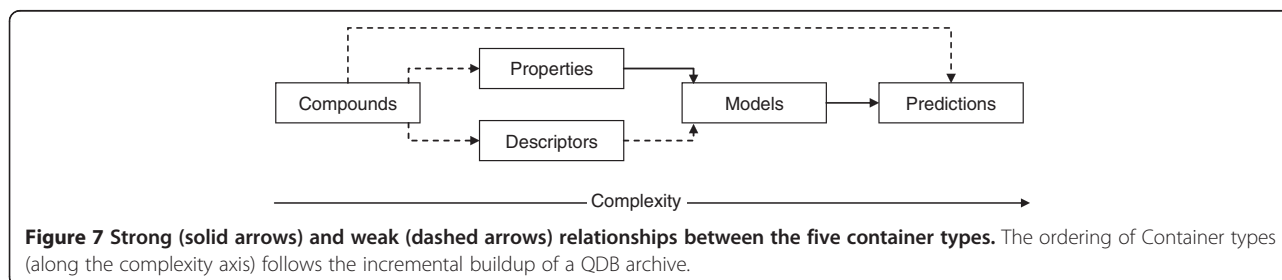 Properties
Compounds
Models
Predictions
Descriptors
Complexity
Figure 7 Strong (solid arrows) and weak (dashed arrows) relationships between the five container types. The ordering of Container types
(along the complexity axis) follows the incremental buildup of a QDB archive.